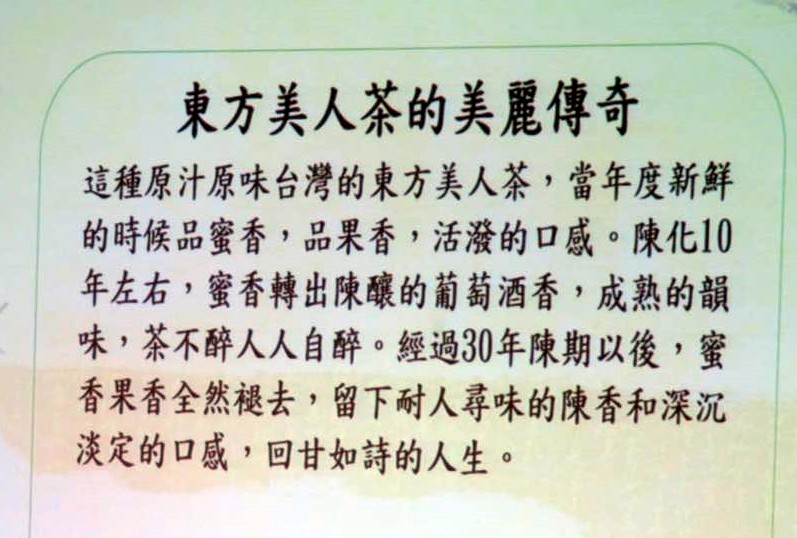 東方美人茶的美麗傳奇
這種原汁原味台灣的東方美人茶，當年度新鮮
的時候品蜜香，品果香，活潑的口感。陳化10
年左右，蜜香轉出陳釀的葡萄酒香，成熟的韻
味，茶不醉人人自醉。經過30年陳期以後，蜜
香果香全然褪去，留下耐人尋味的陳香和深沉
淡定的口感，回甘如詩的人生。